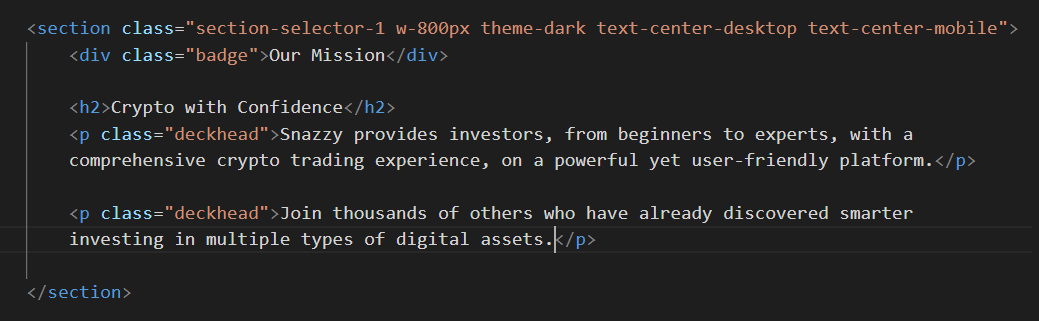 <section class="section-selector-1 w-800px theme-dark text-center-desktop text-center-mobile">
<div class="badge">Our Mission</div>
<h2>Crypto with Confidence</h2>
<p class="deckhead">Snazzy provides investors, from beginners to experts, with a
comprehensive crypto trading experience, on a powerful yet user-friendly platform.</p>
<p class="deckhead">Join thousands of others who have already discovered smarter
investing in multiple types of digital assets.</p>
</section>